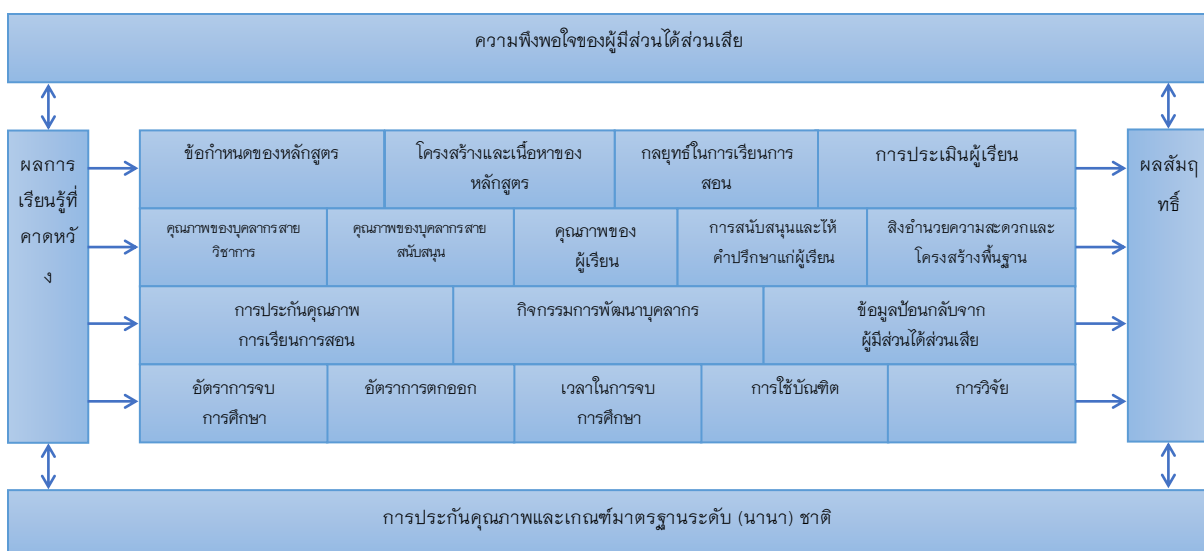 ความพึงพอใจของผู้มีส่วนได้ส่วนเสีย
ผลการ
เรียนรู้ที่
คาดหวั
ง
ข้อกำหนดของหลักสูตร
โครงสร้างและเนื้อหาของ
หลักสูตร
กลยุทธ์ในการเรียนการ
สอน
การประเมินผู้เรียน
คุณภาพของบุคลากรสาย
วิชาการ
คุณภาพของบุคลากรสาย
สนับสนุน
คุณภาพของ
ผู้เรียน
การสนับสนุนและให้
คำปรึกษาแก่ผู้เรียน
สิงอำนวยความสะดวกและ
โครงสร้างพื้นฐาน
การประกันคุณภาพ
การเรียนการสอน
กิจกรรมการพัฒนาบุคลากร
ข้อมูลป้อนกลับจาก
ผู้มีส่วนได้ส่วนเสีย
อัตราการจบ
การศึกษา
อัตราการตกออก
เวลาในการจบ
การศึกษา
การใช้บัณฑิต
การวิจัย
ผลสัมฤ
ทธิ์
การประกันคุณภาพและเกณฑ์มาตรฐานระดับ (นานา) ชาติ